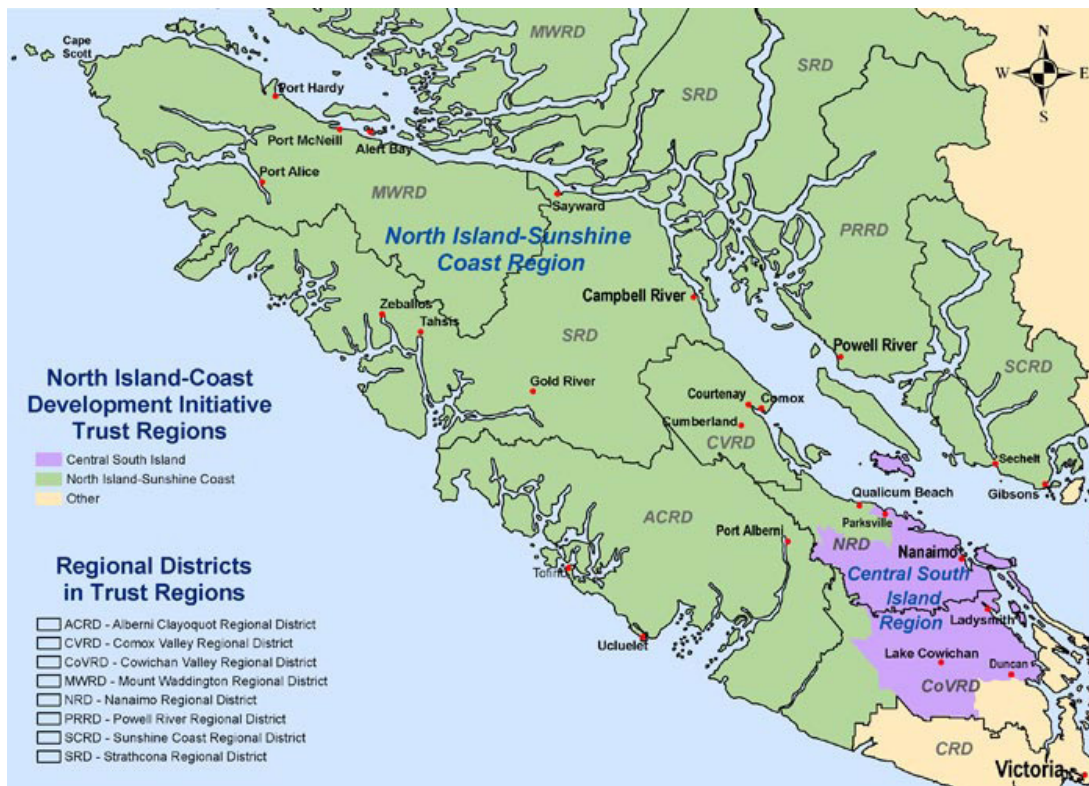 Cape
Scott
MWRD
SRD
N
W
E
S
Port Hardy
SRD
Port McNeill
Alert Bay
Port Alice
MWRD
Sayward
North Island-Sunshine
Coast Region
PRRD
Campbell River
Zeballos
Tahsis
SRD
Powell River
SCRD
North Island-Coast
Development Initiative
Trust Regions
Central South Island
North Island-Sunshine Coast
Other
Gold River
Courtenay
Comox
Cumberland
CVRD
Sechelt
Gibsons
Qualicum Beach
Parksville
ACRD
Port Alberni
NRD
Nanaimo
Central South
Island
Region
Tofino
Ladysmith
Ucluelet
Lake Cowichan
Duncan
CoVRD
CRD
Victoria
Regional Districts
in Trust Regions
ACRD - Alberni Clayoquot Regional District
CVRD - Comox Valley Regional District
CoVRD - Cowichan Valley Regional District
MWRD - Mount Waddington Regional District
NRD - Nanaimo Regional District
PRRD - Powell River Regional District
SCRD - Sunshine Coast Regional District
SRD - Strathcona Regional District